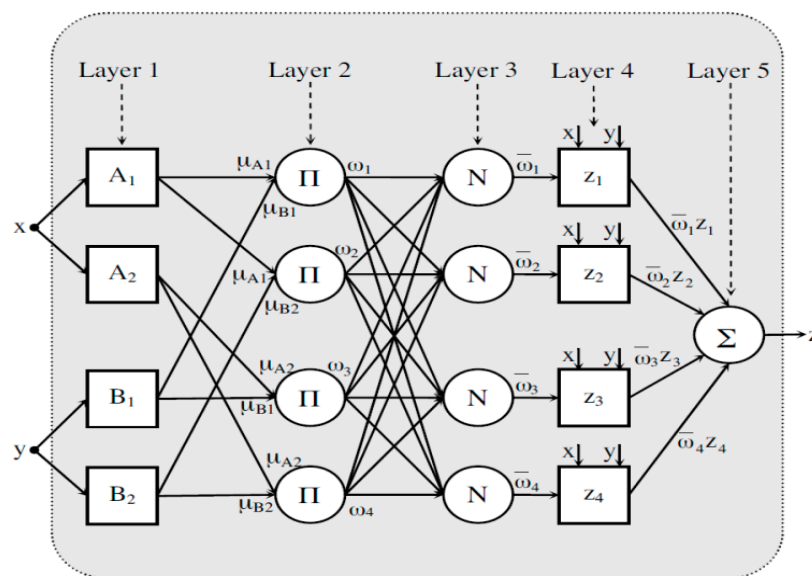 Layer 1 Layer 2 Layer 3 Layer 4 Layer 5
x y
A₁ μA1 Π ω₁ N ω̅₁ z₁
μB1
ω̅₁z₁
x
x y
A₂ μA1 Π ω₂ N ω̅₂ z₂ ω̅₂z₂
μB2
Σ z
x y
B₁ μA2 Π ω₃ N ω̅₃ z₃ ω̅₃z₃
μB1
y
x y
B₂ μA2 Π ω₄ N ω̅₄ z₄ ω̅₄z₄
μB2